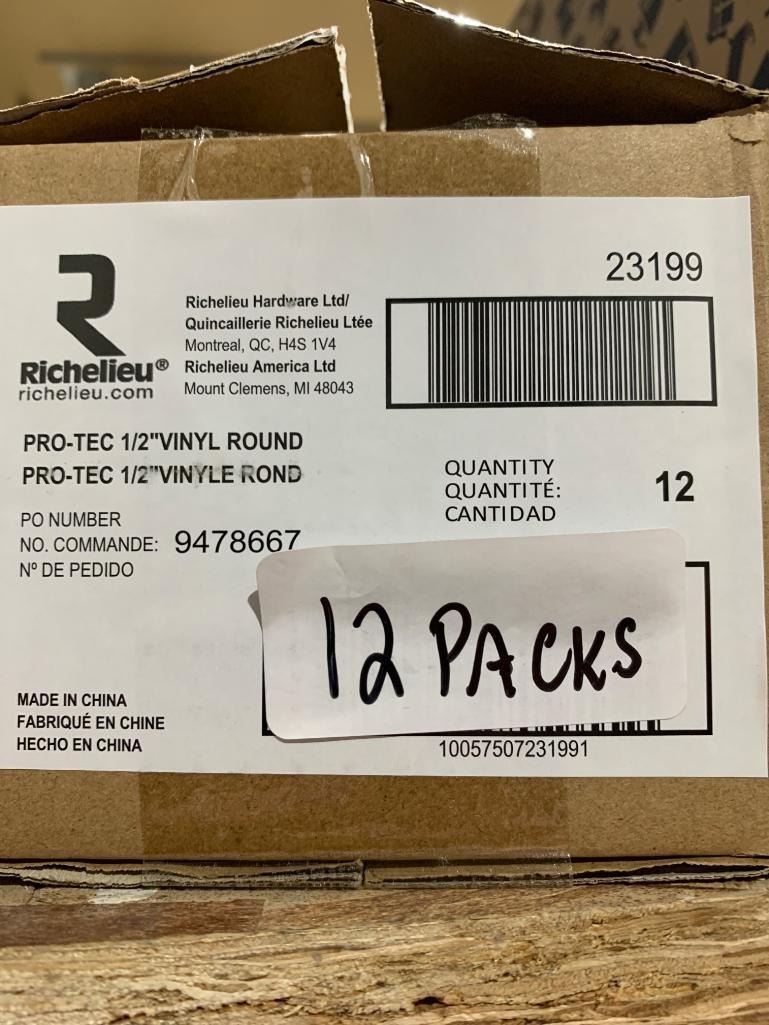 R
Richelieu®
richelieu.com
Richelieu Hardware Ltd/
Quincaillerie Richelieu Ltée
Montreal, QC, H4S 1V4
Richelieu America Ltd
Mount Clemens, MI 48043
23199
PRO-TEC 1/2"VINYL ROUND
PRO-TEC 1/2"VINYLE ROND
QUANTITY
QUANTITÉ:
CANTIDAD
12
PO NUMBER
NO. COMMANDE: 9478667
Nº DE PEDIDO
12 PACKS
MADE IN CHINA
FABRIQUÉ EN CHINE
HECHO EN CHINA
10057507231991